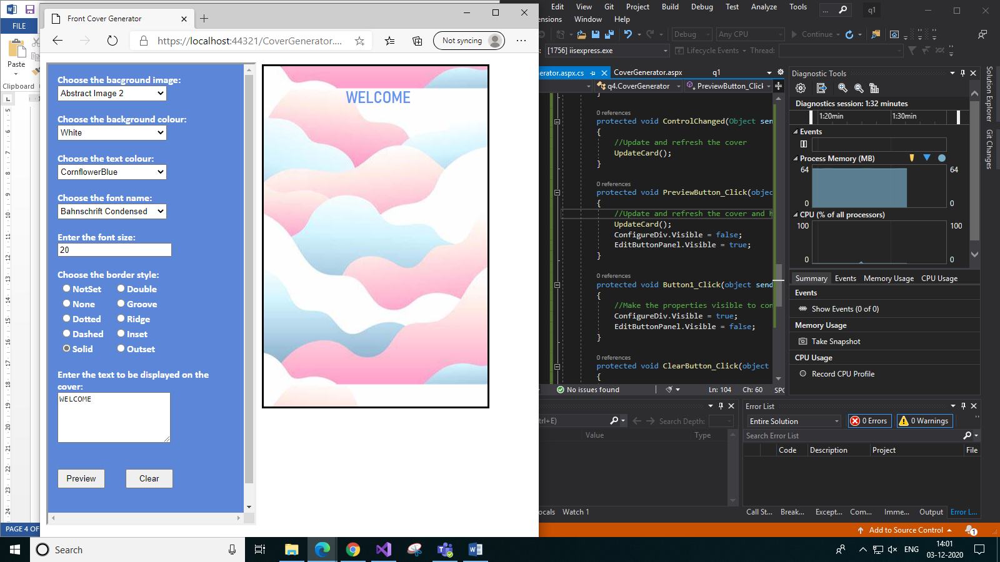 FILE
Paste
Clipboard
PAGE 4 OF
Front Cover Generator
https://localhost:44321/CoverGenerator....
Not syncing
Choose the bacground image:
Abstract Image 2
Choose the background colour:
White
Choose the text colour:
CornflowerBlue
Choose the font name:
Bahnschrift Condensed
Enter the font size:
20
Choose the border style:
NotSet Double
None Groove
Dotted Ridge
Dashed Inset
Solid Outset
Enter the text to be displayed on the
cover:
WELCOME
Preview Clear
WELCOME
Edit View Git Project Build Debug Test Analyze Tools ... q1
ensions Window Help
Debug Any CPU Continue
: [1756] iisexpress.exe Lifecycle Events Thread:
erator.aspx.cs CoverGenerator.aspx q1
q4.CoverGenerator PreviewButton_Click
}
0 references
protected void ControlChanged(Object sen
{
//Update and refresh the cover
UpdateCard();
}
0 references
protected void PreviewButton_Click(objec
{
//Update and refresh the cover and h
UpdateCard();
ConfigureDiv.Visible = false;
EditButtonPanel.Visible = true;
}
0 references
protected void Button1_Click(object send
{
//Make the properties visible to con
ConfigureDiv.Visible = true;
EditButtonPanel.Visible = false;
}
0 references
protected void ClearButton_Click(object
{
No issues found Ln: 104 Ch: 60 SPC
Diagnostic Tools
Diagnostics session: 1:32 minutes
1:20min 1:30min
Events
Process Memory (MB)
64 64
0 0
CPU (% of all processors)
100 100
0 0
Summary Events Memory Usage CPU Usage
Events
Show Events (0 of 0)
Memory Usage
Take Snapshot
CPU Usage
Record CPU Profile
Solution Explorer
Git Changes
trl+E) Search Depth:
Value Type
ocals Watch 1
Error List
Entire Solution 0 Errors 0 Warnings
Search Error List
Code Description Project File
Call St... Break... Except... Com... Imme... Output Error L...
Add to Source Control 1
Search
ENG 14:01
03-12-2020